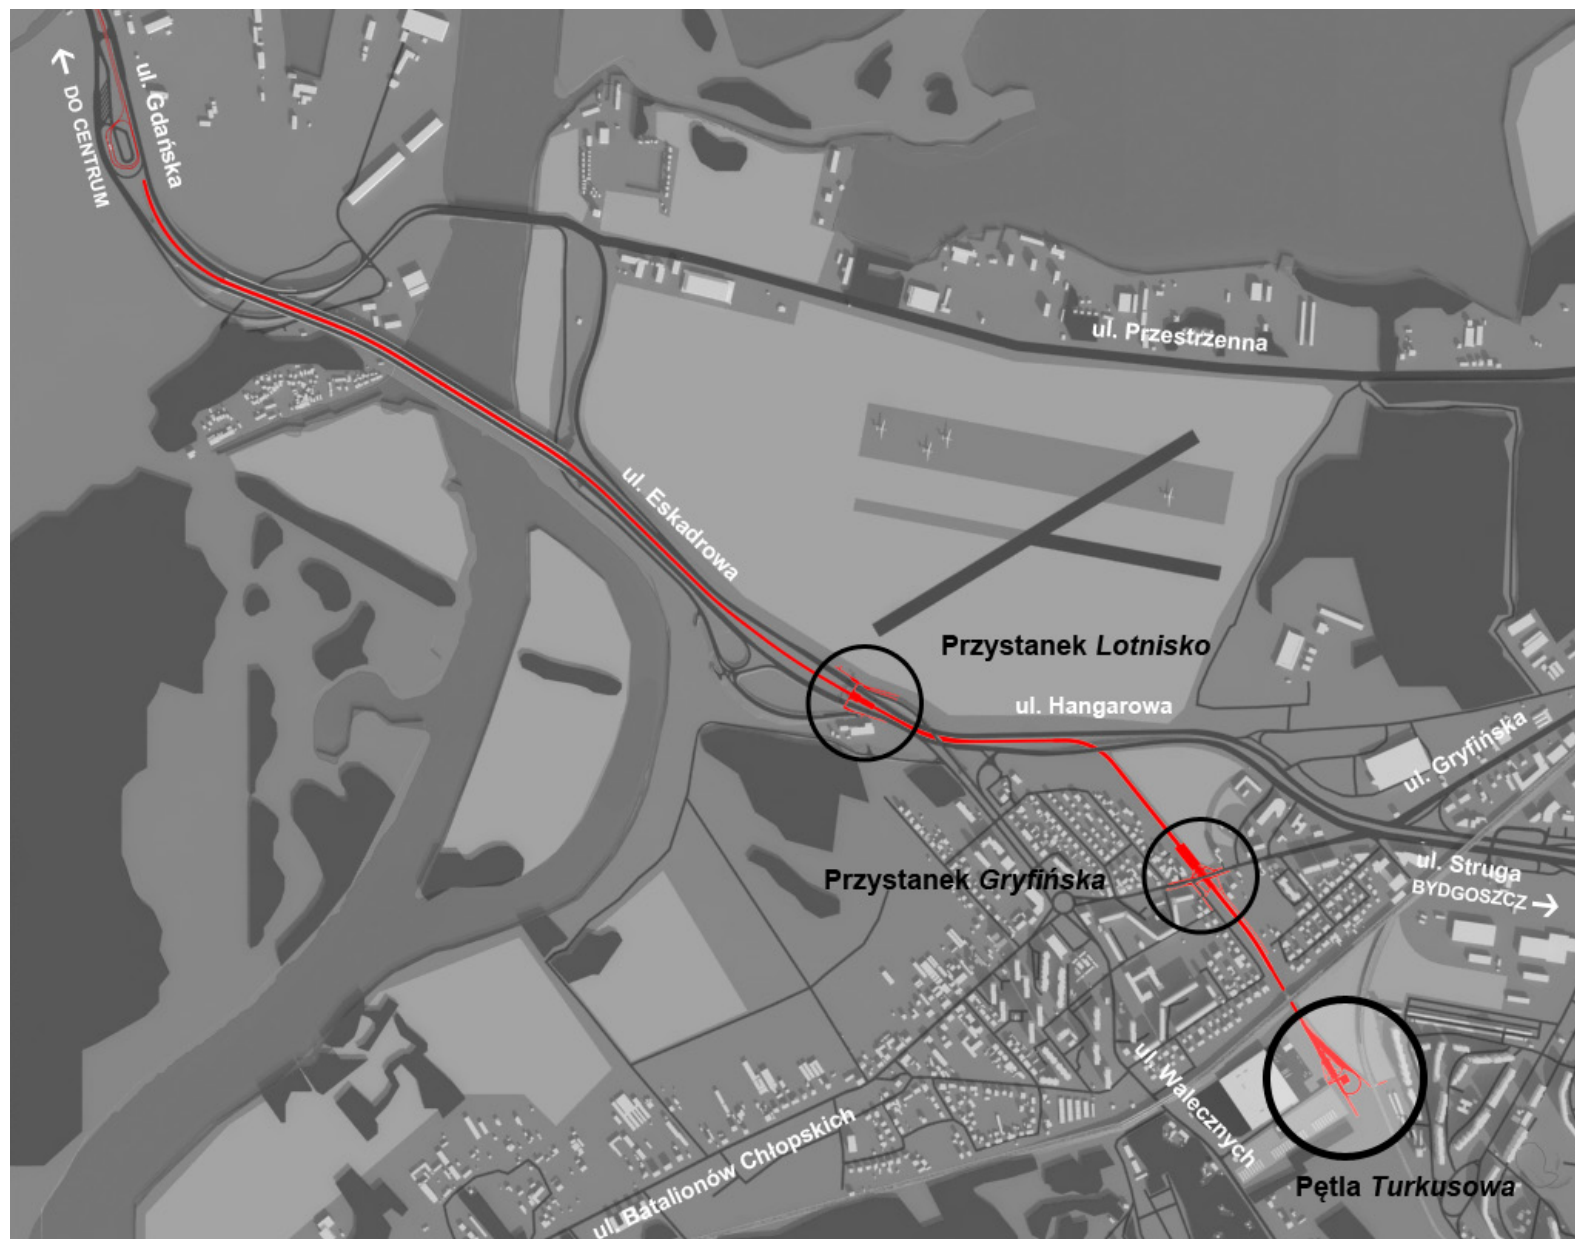 DO CENTRUM
ul. Gdańska
ul. Przestrzenna
ul. Eskadrowa
Przystanek Lotnisko
ul. Hangarowa
ul. Gryfińska
ul. Struga
BYDGOSZCZ
Przystanek Gryfińska
ul. Walecznych
ul. Batalionów Chłopskich
Pętla Turkusowa